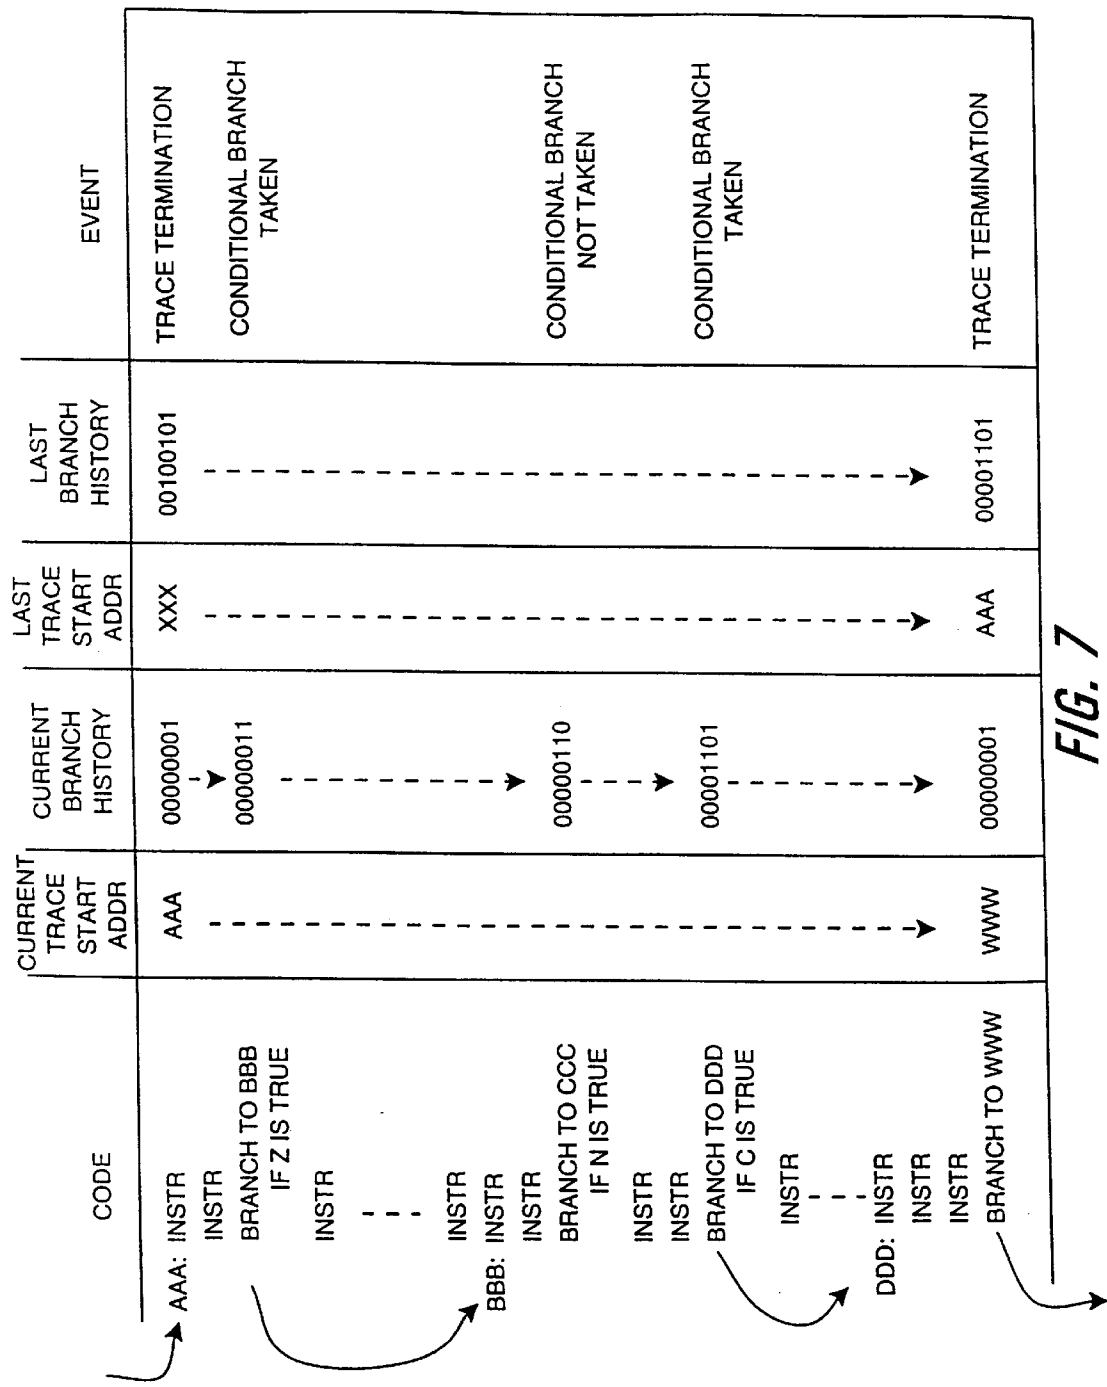 CODE
CURRENT
TRACE
START
ADDR
CURRENT
BRANCH
HISTORY
LAST
TRACE
START
ADDR
LAST
BRANCH
HISTORY
EVENT
AAA: INSTR
AAA
00000001
XXX
00100101
TRACE TERMINATION
INSTR
BRANCH TO BBB
IF Z IS TRUE
00000011
CONDITIONAL BRANCH
TAKEN
INSTR
INSTR
BBB: INSTR
INSTR
BRANCH TO CCC
IF N IS TRUE
00000110
CONDITIONAL BRANCH
NOT TAKEN
INSTR
INSTR
BRANCH TO DDD
IF C IS TRUE
00001101
CONDITIONAL BRANCH
TAKEN
INSTR
DDD: INSTR
INSTR
INSTR
BRANCH TO WWW
WWW
00000001
AAA
00001101
TRACE TERMINATION
FIG. 7